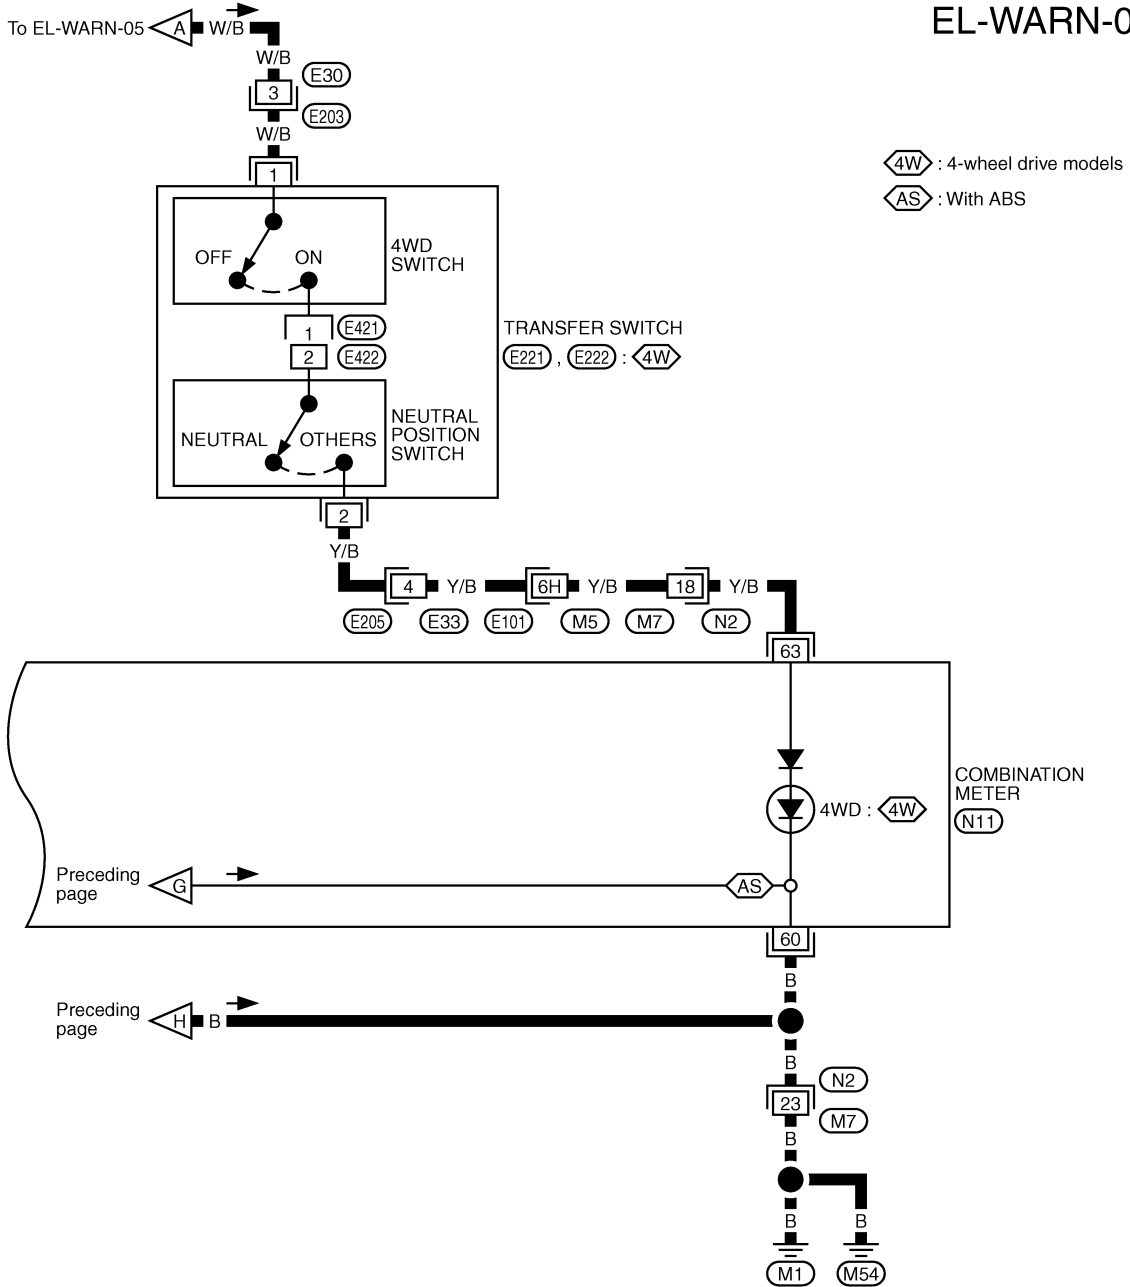 EL-WARN-0
To EL-WARN-05
A
W/B
W/B
E30
3
E203
W/B
1
4W : 4-wheel drive models
AS : With ABS
OFF
ON
4WD
SWITCH
1
E421
2
E422
TRANSFER SWITCH
E221 , E222 : 4W
NEUTRAL
OTHERS
NEUTRAL
POSITION
SWITCH
2
Y/B
4
Y/B
6H
Y/B
18
Y/B
E205
E33
E101
M5
M7
N2
63
COMBINATION
METER
N11
4WD : 4W
Preceding
page
G
AS
60
B
Preceding
page
H
B
B
N2
23
M7
B
B
B
M1
M54